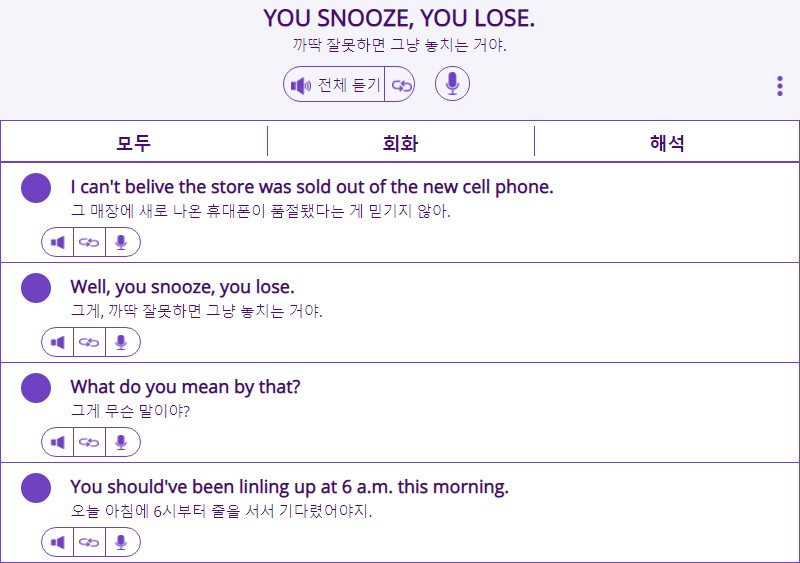 YOU SNOOZE, YOU LOSE.
까딱 잘못하면 그냥 놓치는 거야.
전체 듣기
모두 회화 해석
I can't belive the store was sold out of the new cell phone.
그 매장에 새로 나온 휴대폰이 품절됐다는 게 믿기지 않아.
Well, you snooze, you lose.
그게, 까딱 잘못하면 그냥 놓치는 거야.
What do you mean by that?
그게 무슨 말이야?
You should've been linling up at 6 a.m. this morning.
오늘 아침에 6시부터 줄을 서서 기다렸어야지.